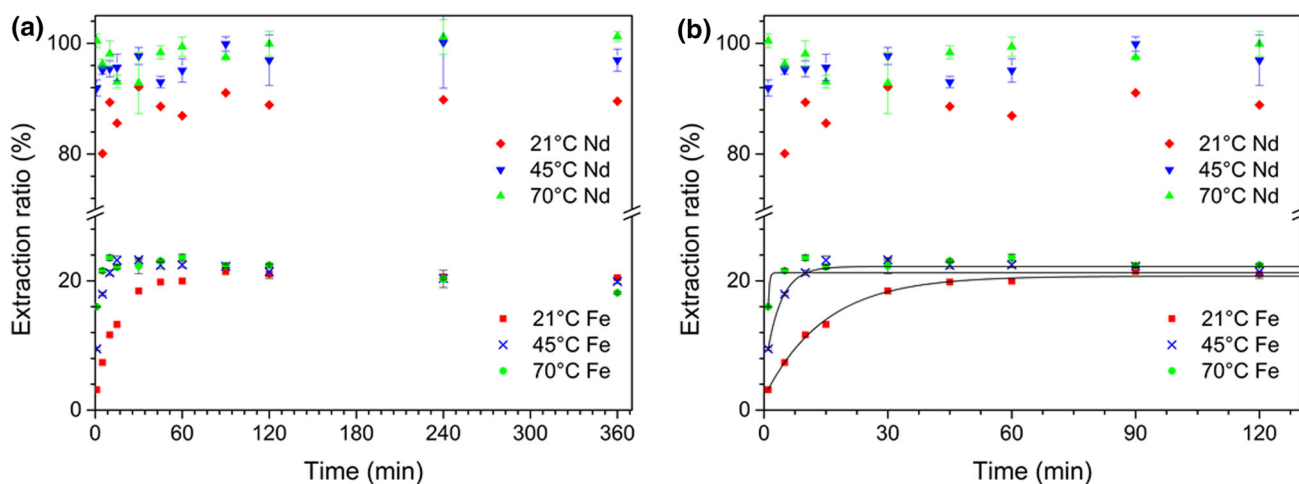 (a)
Extraction ratio (%)
100
80
20
0
21°C Nd
45°C Nd
70°C Nd
21°C Fe
45°C Fe
70°C Fe
0 60 120 180 240 300 360
Time (min)
(b)
Extraction ratio (%)
100
80
20
0
21°C Nd
45°C Nd
70°C Nd
21°C Fe
45°C Fe
70°C Fe
0 30 60 90 120
Time (min)